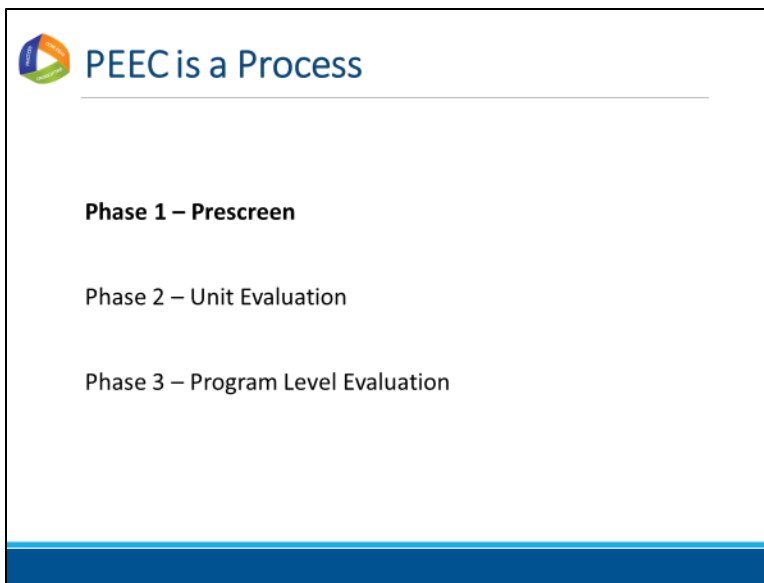 PEEC is a Process
Phase 1 – Prescreen
Phase 2 – Unit Evaluation
Phase 3 – Program Level Evaluation